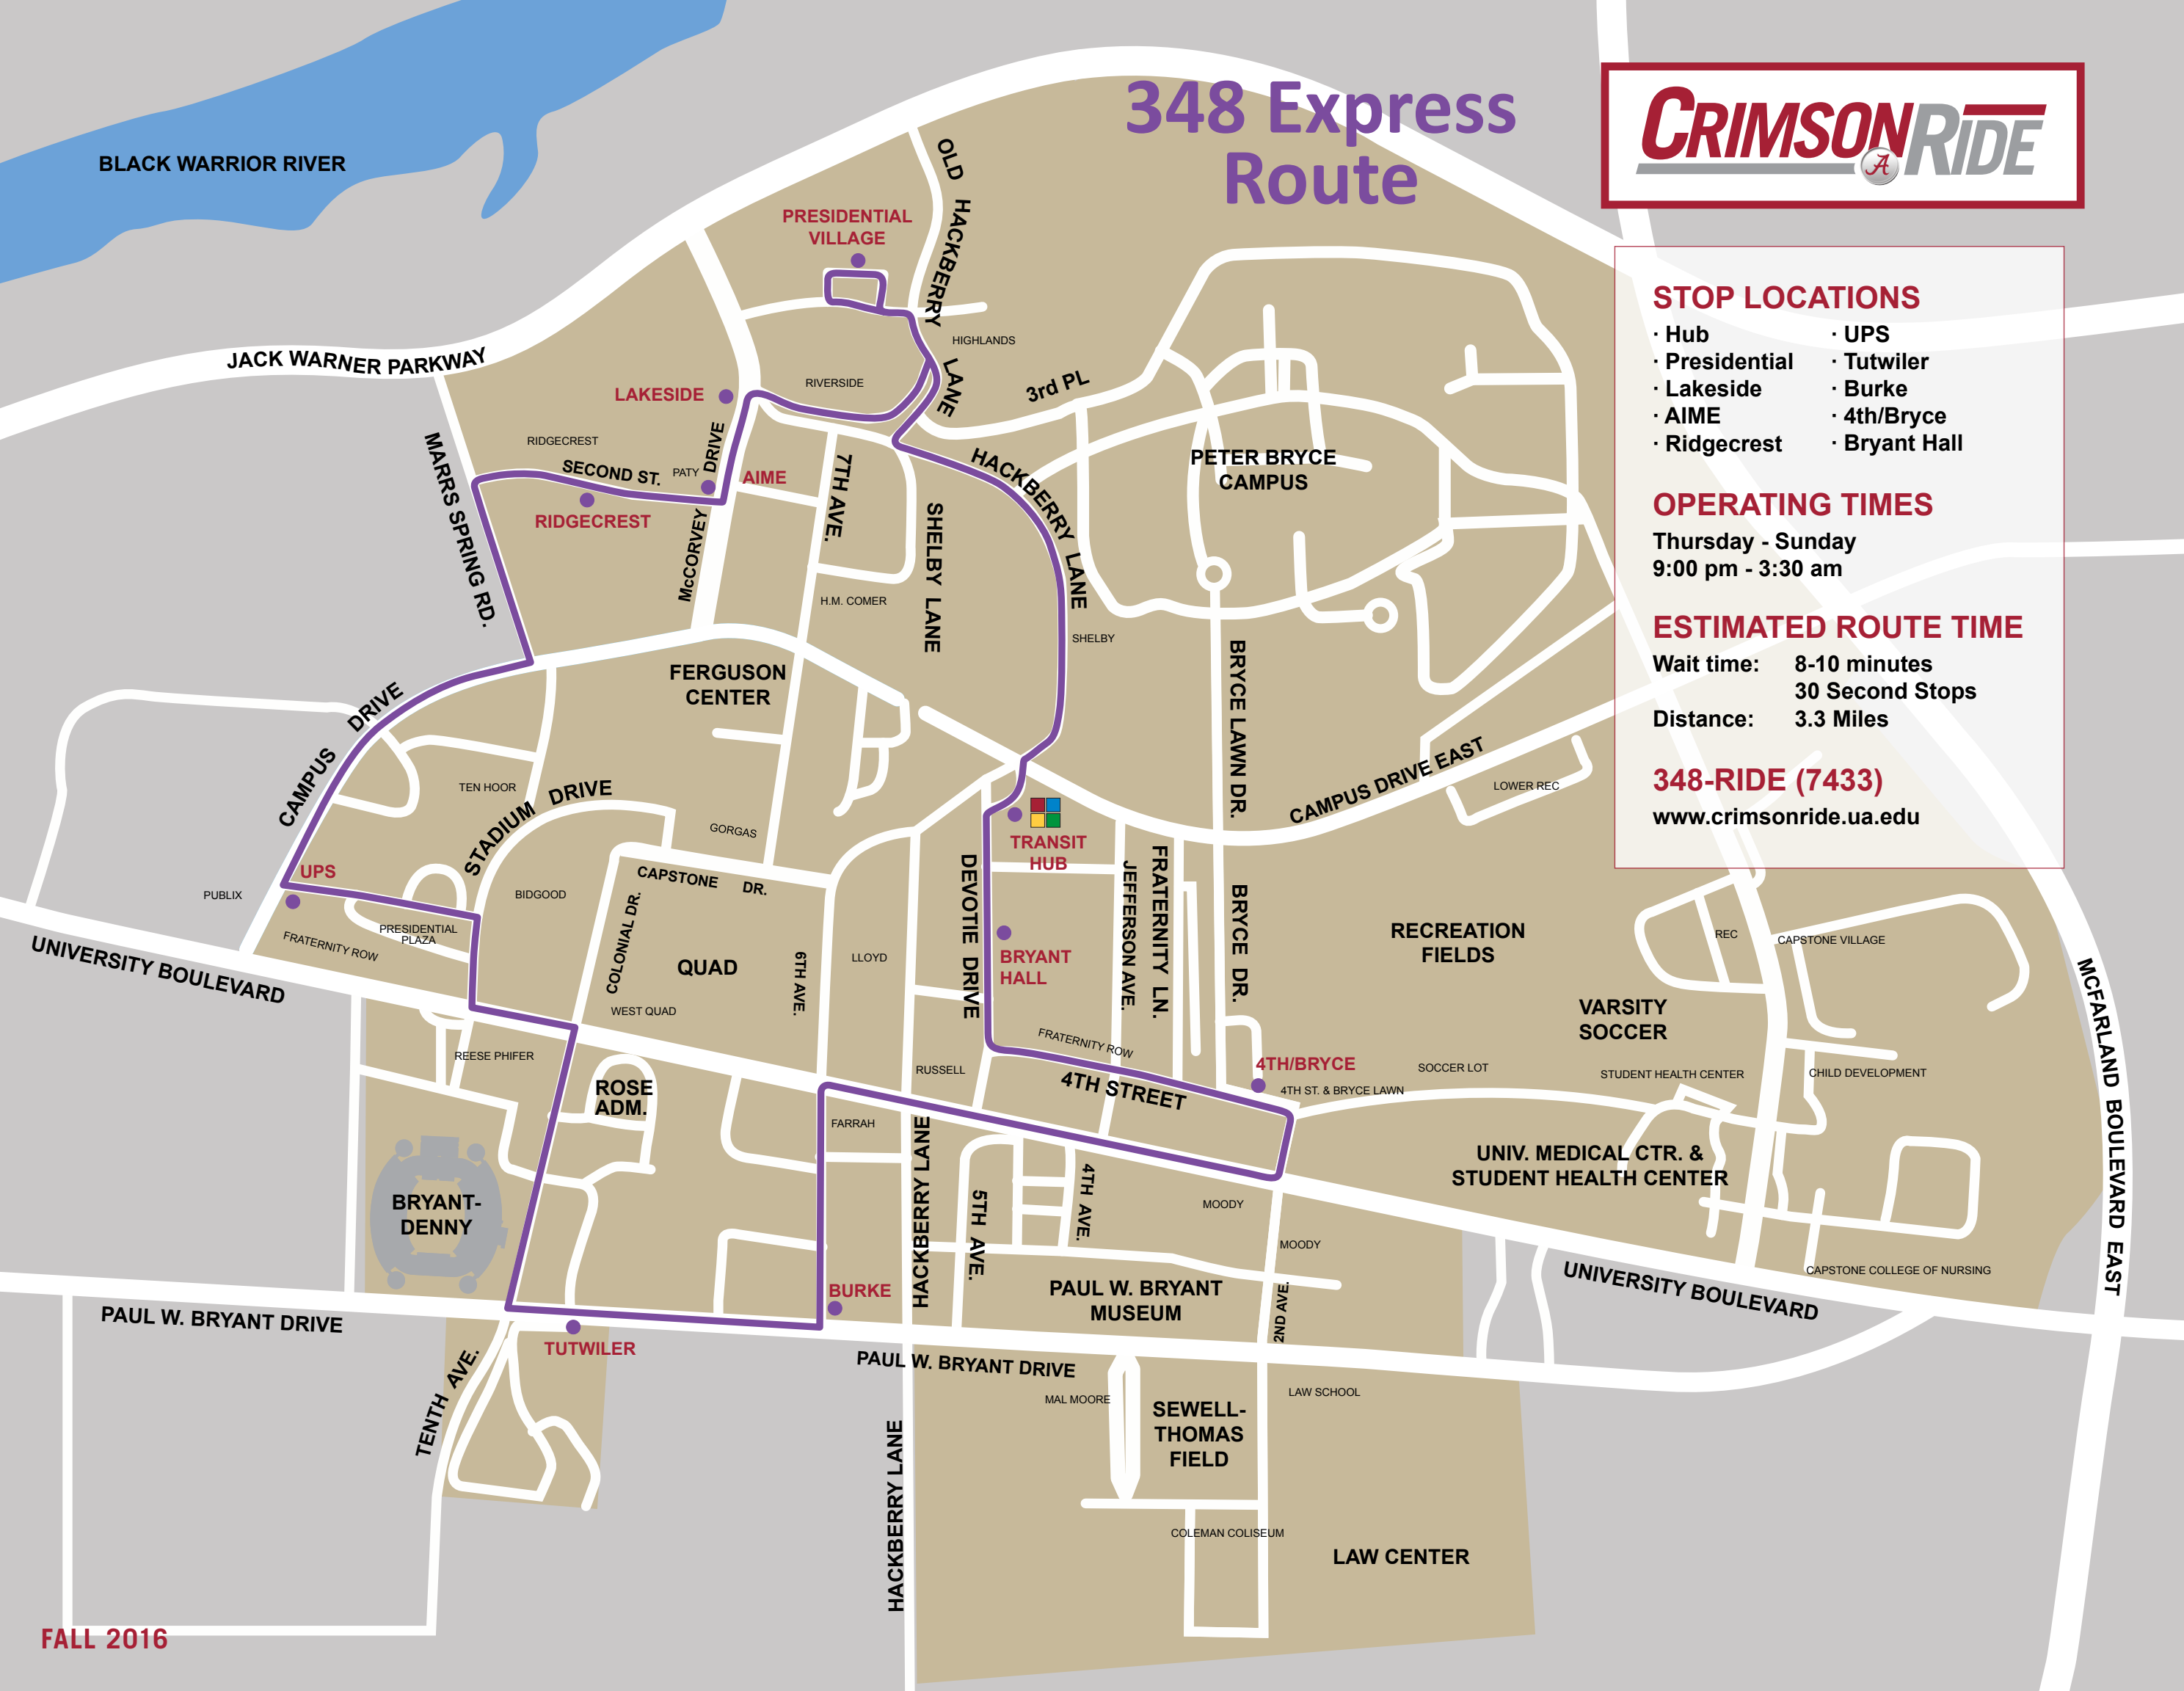 348 Express
Route
CRIMSONRIDE
A
BLACK WARRIOR RIVER
OLD HACKBERRY LANE
PRESIDENTIAL
VILLAGE
HIGHLANDS
JACK WARNER PARKWAY
LAKESIDE
RIVERSIDE
3rd PL
RIDGECREST
SECOND ST.
PATY
DRIVE
AIME
RIDGECREST
McCORVEY
MARRS SPRING RD.
7TH AVE.
SHELBY LANE
HACKBERRY LANE
PETER BRYCE
CAMPUS
H.M. COMER
SHELBY
FERGUSON
CENTER
BRYCE LAWN DR.
CAMPUS DRIVE
CAMPUS DRIVE EAST
LOWER REC
TEN HOOR
STADIUM DRIVE
GORGAS
TRANSIT
HUB
UPS
PUBLIX
BIDGOOD
CAPSTONE DR.
COLONIAL DR.
PRESIDENTIAL
PLAZA
FRATERNITY ROW
UNIVERSITY BOULEVARD
QUAD
WEST QUAD
6TH AVE.
LLOYD
DEVOTIE DRIVE
BRYANT
HALL
JEFFERSON AVE.
FRATERNITY LN.
BRYCE DR.
RECREATION
FIELDS
REC
CAPSTONE VILLAGE
VARSITY
SOCCER
MCFARLAND BOULEVARD EAST
FRATERNITY ROW
REESE PHIFER
RUSSELL
4TH STREET
4TH/BRYCE
4TH ST. & BRYCE LAWN
SOCCER LOT
STUDENT HEALTH CENTER
CHILD DEVELOPMENT
ROSE
ADM.
FARRAH
HACKBERRY LANE
UNIV. MEDICAL CTR. &
STUDENT HEALTH CENTER
BRYANT-
DENNY
5TH AVE.
4TH AVE.
MOODY
MOODY
2ND AVE.
PAUL W. BRYANT
MUSEUM
CAPSTONE COLLEGE OF NURSING
UNIVERSITY BOULEVARD
BURKE
TUTWILER
PAUL W. BRYANT DRIVE
PAUL W. BRYANT DRIVE
TENTH AVE.
MAL MOORE
LAW SCHOOL
SEWELL-
THOMAS
FIELD
HACKBERRY LANE
COLEMAN COLISEUM
LAW CENTER
FALL 2016
STOP LOCATIONS
· Hub
· Presidential
· Lakeside
· AIME
· Ridgecrest
· UPS
· Tutwiler
· Burke
· 4th/Bryce
· Bryant Hall
OPERATING TIMES
Thursday - Sunday
9:00 pm - 3:30 am
ESTIMATED ROUTE TIME
Wait time: 8-10 minutes
30 Second Stops
Distance: 3.3 Miles
348-RIDE (7433)
www.crimsonride.ua.edu